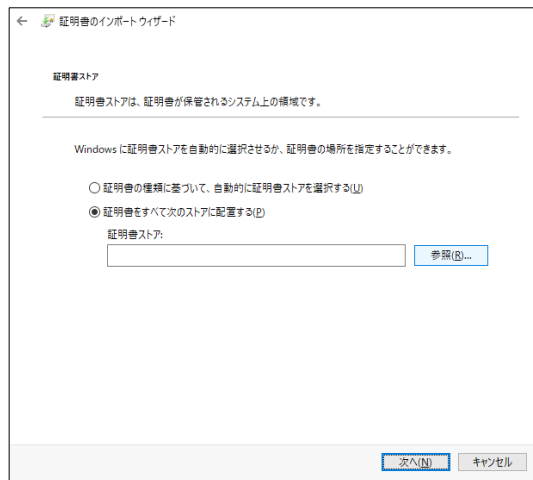 証明書のインポート ウィザード
証明書ストア
証明書ストアは、証明書が保管されるシステム上の領域です。
Windows に証明書ストアを自動的に選択させるか、証明書の場所を指定することができます。
証明書の種類に基づいて、自動的に証明書ストアを選択する(U)
証明書をすべて次のストアに配置する(P)
証明書ストア:
参照(R)...
次へ(N) キャンセル